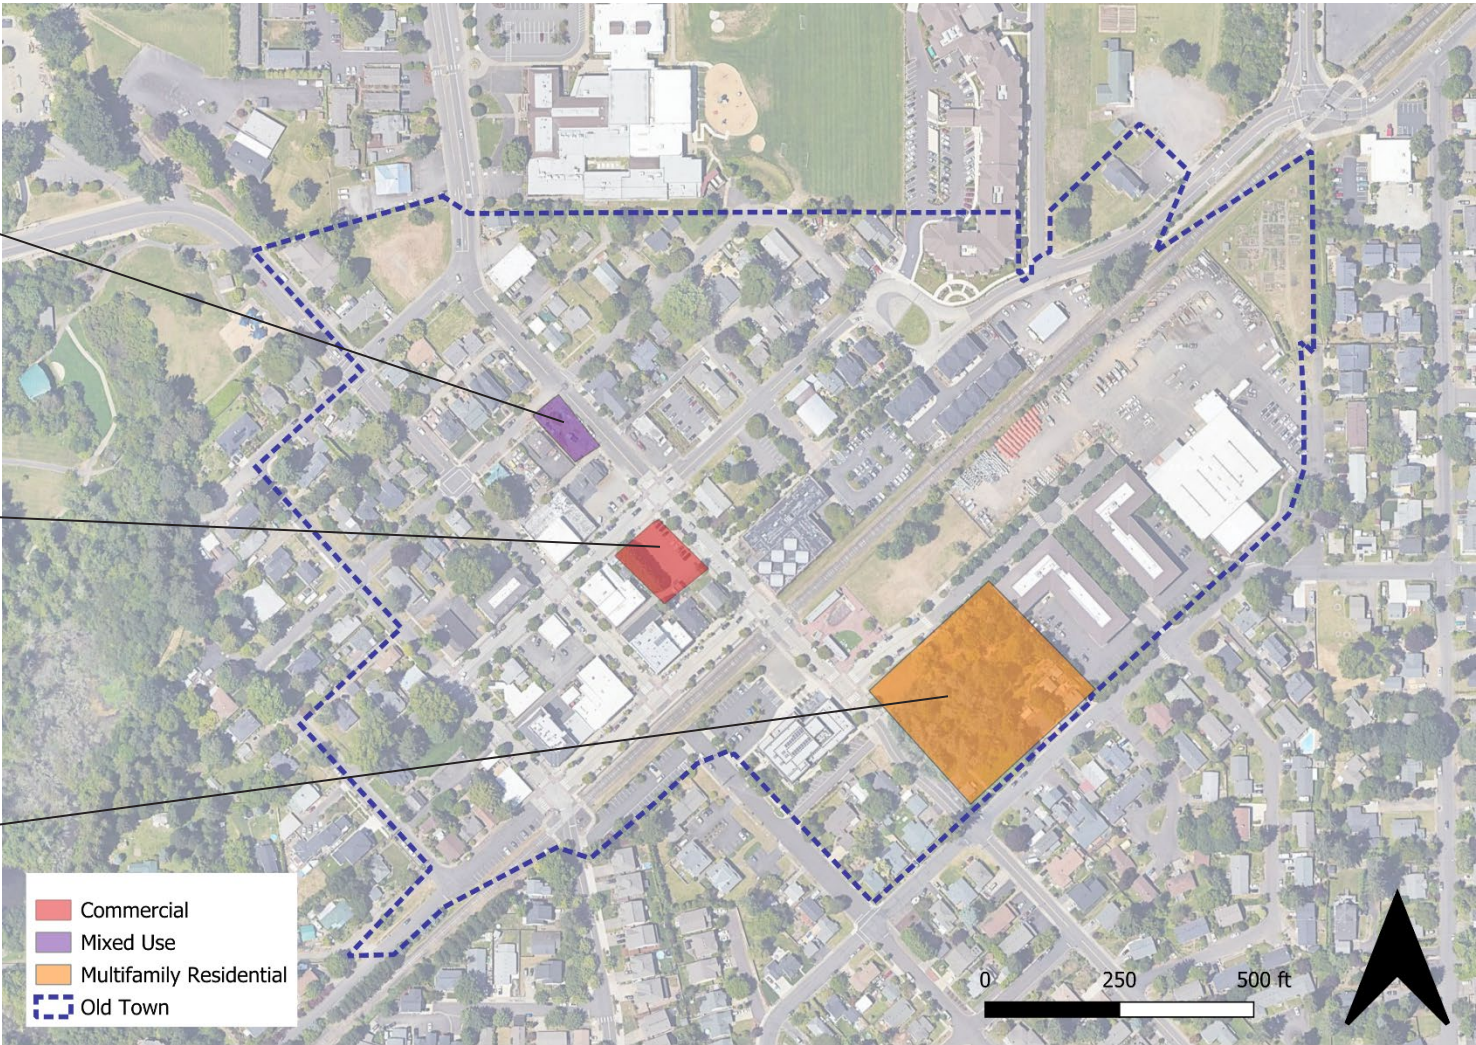 Commercial
Mixed Use
Multifamily Residential
Old Town
0 250 500 ft